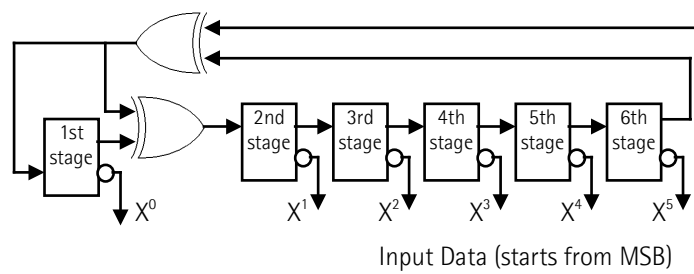 1st
stage
2nd
stage
3rd
stage
4th
stage
5th
stage
6th
stage
X⁰
X¹
X²
X³
X⁴
X⁵
Input Data (starts from MSB)